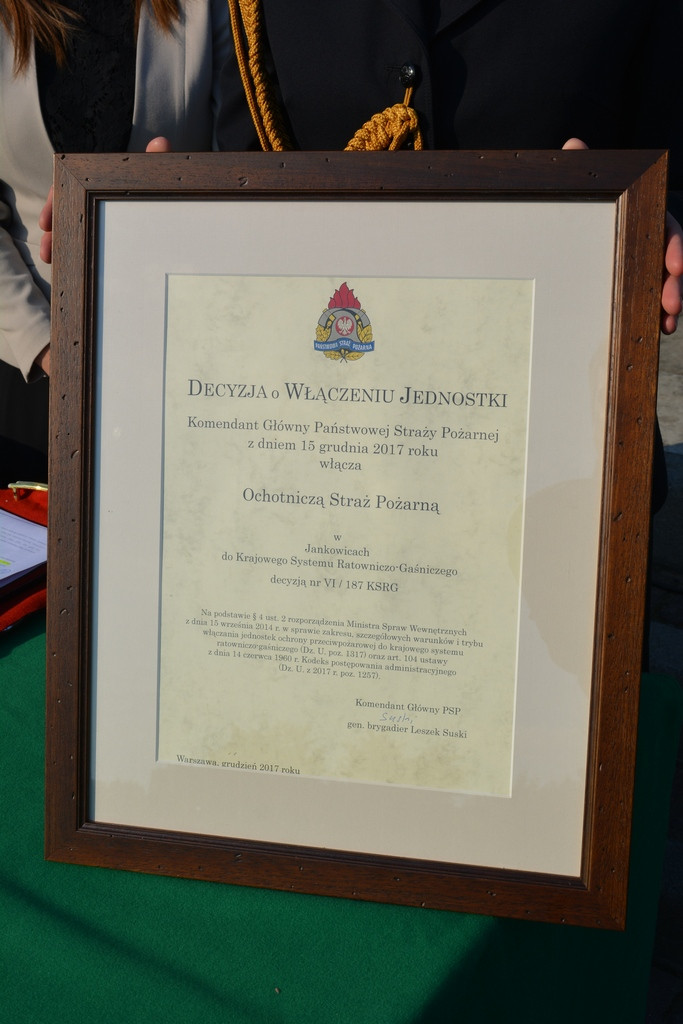 PAŃSTWOWA STRAŻ POŻARNA
DECYZJA O WŁĄCZENIU JEDNOSTKI
Komendant Główny Państwowej Straży Pożarnej
z dniem 15 grudnia 2017 roku
włącza
Ochotniczą Straż Pożarną
w
Jankowicach
do Krajowego Systemu Ratowniczo-Gaśniczego
decyzją nr VI / 187 KSRG
Na podstawie § 4 ust. 2 rozporządzenia Ministra Spraw Wewnętrznych
z dnia 15 września 2014 r. w sprawie zakresu, szczegółowych warunków i trybu
włączania jednostek ochrony przeciwpożarowej do krajowego systemu
ratowniczo-gaśniczego (Dz. U. poz. 1317) oraz art. 104 ustawy
z dnia 14 czerwca 1960 r. Kodeks postępowania administracyjnego
(Dz. U. z 2017 r. poz. 1257).
Komendant Główny PSP
Suski
gen. brygadier Leszek Suski
Warszawa, grudzień 2017 roku